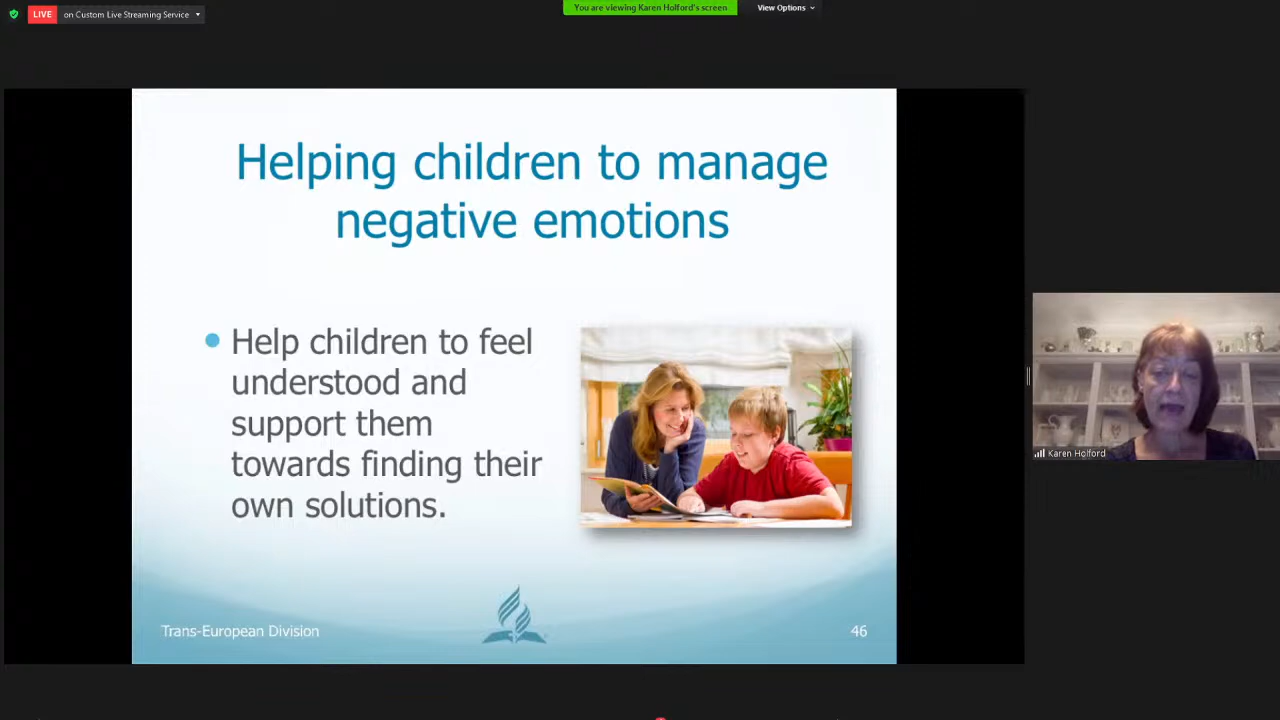 LIVE
on Custom Live Streaming Service
You are viewing Karen Holford's screen
View Options
Helping children to manage
negative emotions
Help children to feel
understood and
support them
towards finding their
own solutions.
Karen Holford
Trans-European Division
46